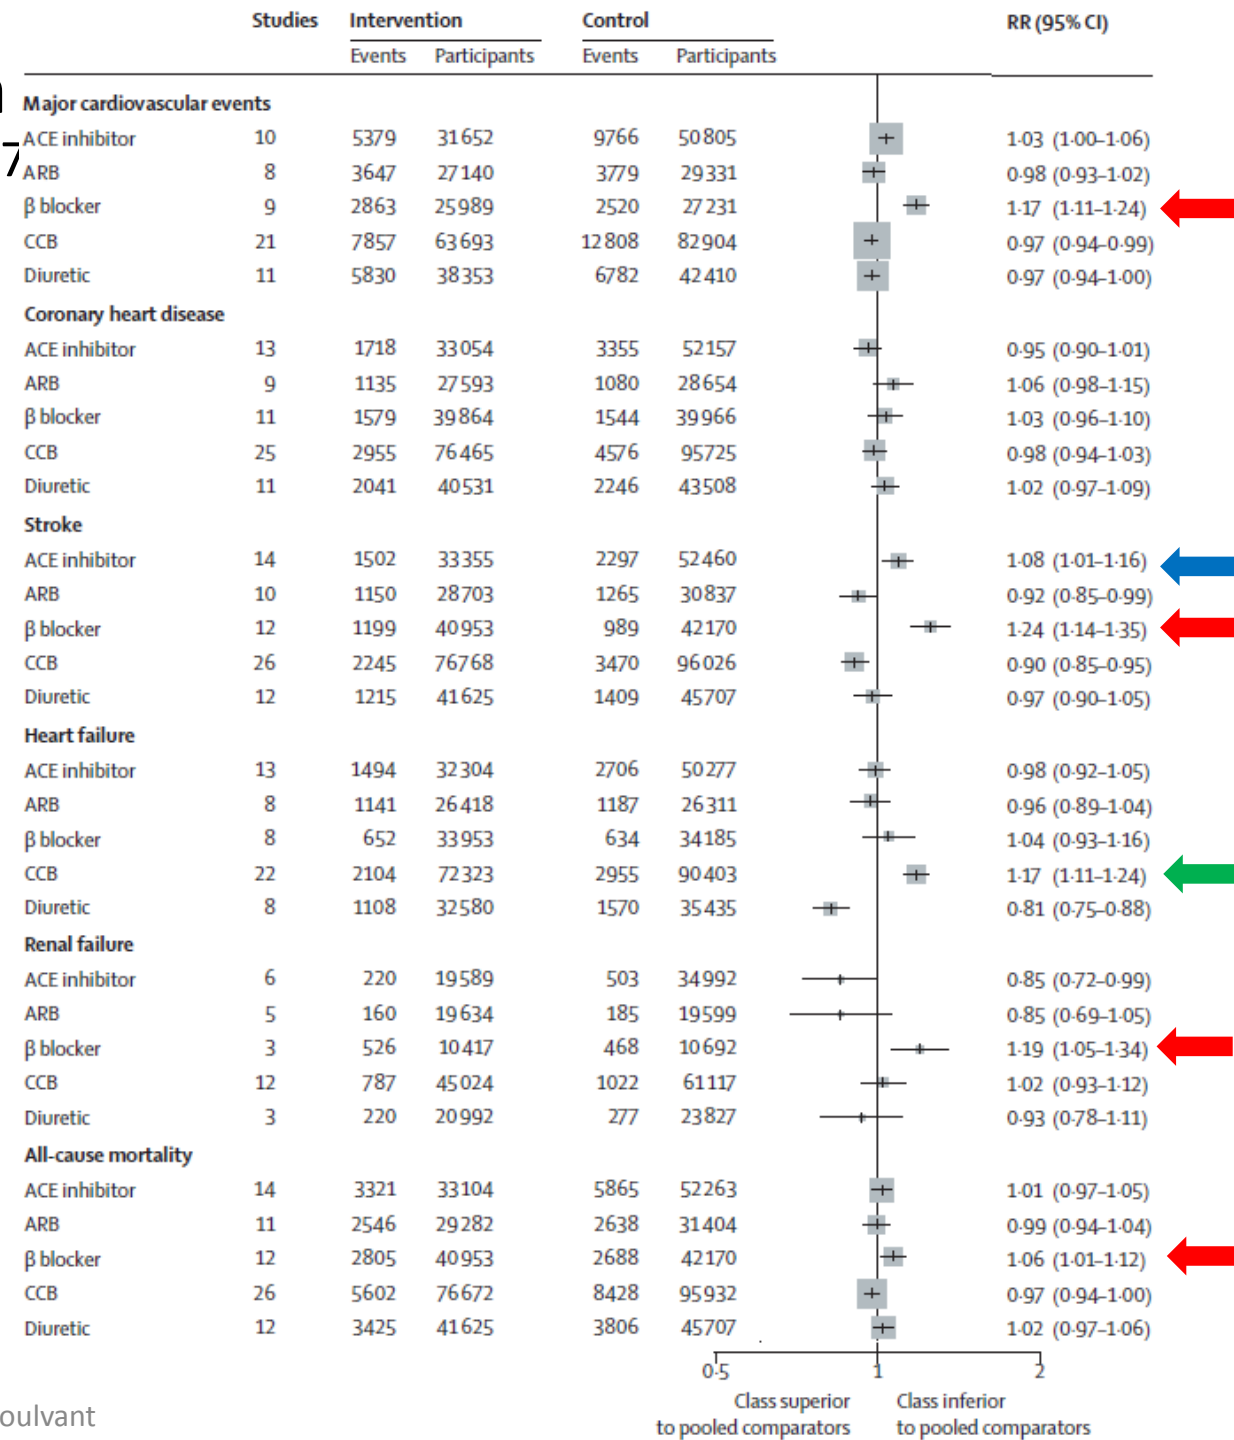 Studies Intervention Control RR (95% CI)
Events Participants Events Participants
Major cardiovascular events
ACE inhibitor 10 5379 31652 9766 50805 1·03 (1·00–1·06)
7
ARB 8 3647 27140 3779 29331 0·98 (0·93–1·02)
β blocker 9 2863 25989 2520 27231 1·17 (1·11–1·24)
CCB 21 7857 63693 12808 82904 0·97 (0·94–0·99)
Diuretic 11 5830 38353 6782 42410 0·97 (0·94–1·00)
Coronary heart disease
ACE inhibitor 13 1718 33054 3355 52157 0·95 (0·90–1·01)
ARB 9 1135 27593 1080 28654 1·06 (0·98–1·15)
β blocker 11 1579 39864 1544 39966 1·03 (0·96–1·10)
CCB 25 2955 76465 4576 95725 0·98 (0·94–1·03)
Diuretic 11 2041 40531 2246 43508 1·02 (0·97–1·09)
Stroke
ACE inhibitor 14 1502 33355 2297 52460 1·08 (1·01–1·16)
ARB 10 1150 28703 1265 30837 0·92 (0·85–0·99)
β blocker 12 1199 40953 989 42170 1·24 (1·14–1·35)
CCB 26 2245 76768 3470 96026 0·90 (0·85–0·95)
Diuretic 12 1215 41625 1409 45707 0·97 (0·90–1·05)
Heart failure
ACE inhibitor 13 1494 32304 2706 50277 0·98 (0·92–1·05)
ARB 8 1141 26418 1187 26311 0·96 (0·89–1·04)
β blocker 8 652 33953 634 34185 1·04 (0·93–1·16)
CCB 22 2104 72323 2955 90403 1·17 (1·11–1·24)
Diuretic 8 1108 32580 1570 35435 0·81 (0·75–0·88)
Renal failure
ACE inhibitor 6 220 19589 503 34992 0·85 (0·72–0·99)
ARB 5 160 19634 185 19599 0·85 (0·69–1·05)
β blocker 3 526 10417 468 10692 1·19 (1·05–1·34)
CCB 12 787 45024 1022 61117 1·02 (0·93–1·12)
Diuretic 3 220 20992 277 23827 0·93 (0·78–1·11)
All-cause mortality
ACE inhibitor 14 3321 33104 5865 52263 1·01 (0·97–1·05)
ARB 11 2546 29282 2638 31404 0·99 (0·94–1·04)
β blocker 12 2805 40953 2688 42170 1·06 (1·01–1·12)
CCB 26 5602 76672 8428 95932 0·97 (0·94–1·00)
Diuretic 12 3425 41625 3806 45707 1·02 (0·97–1·06)
0·5 1 2
Class superior Class inferior
to pooled comparators to pooled comparators
oulvant